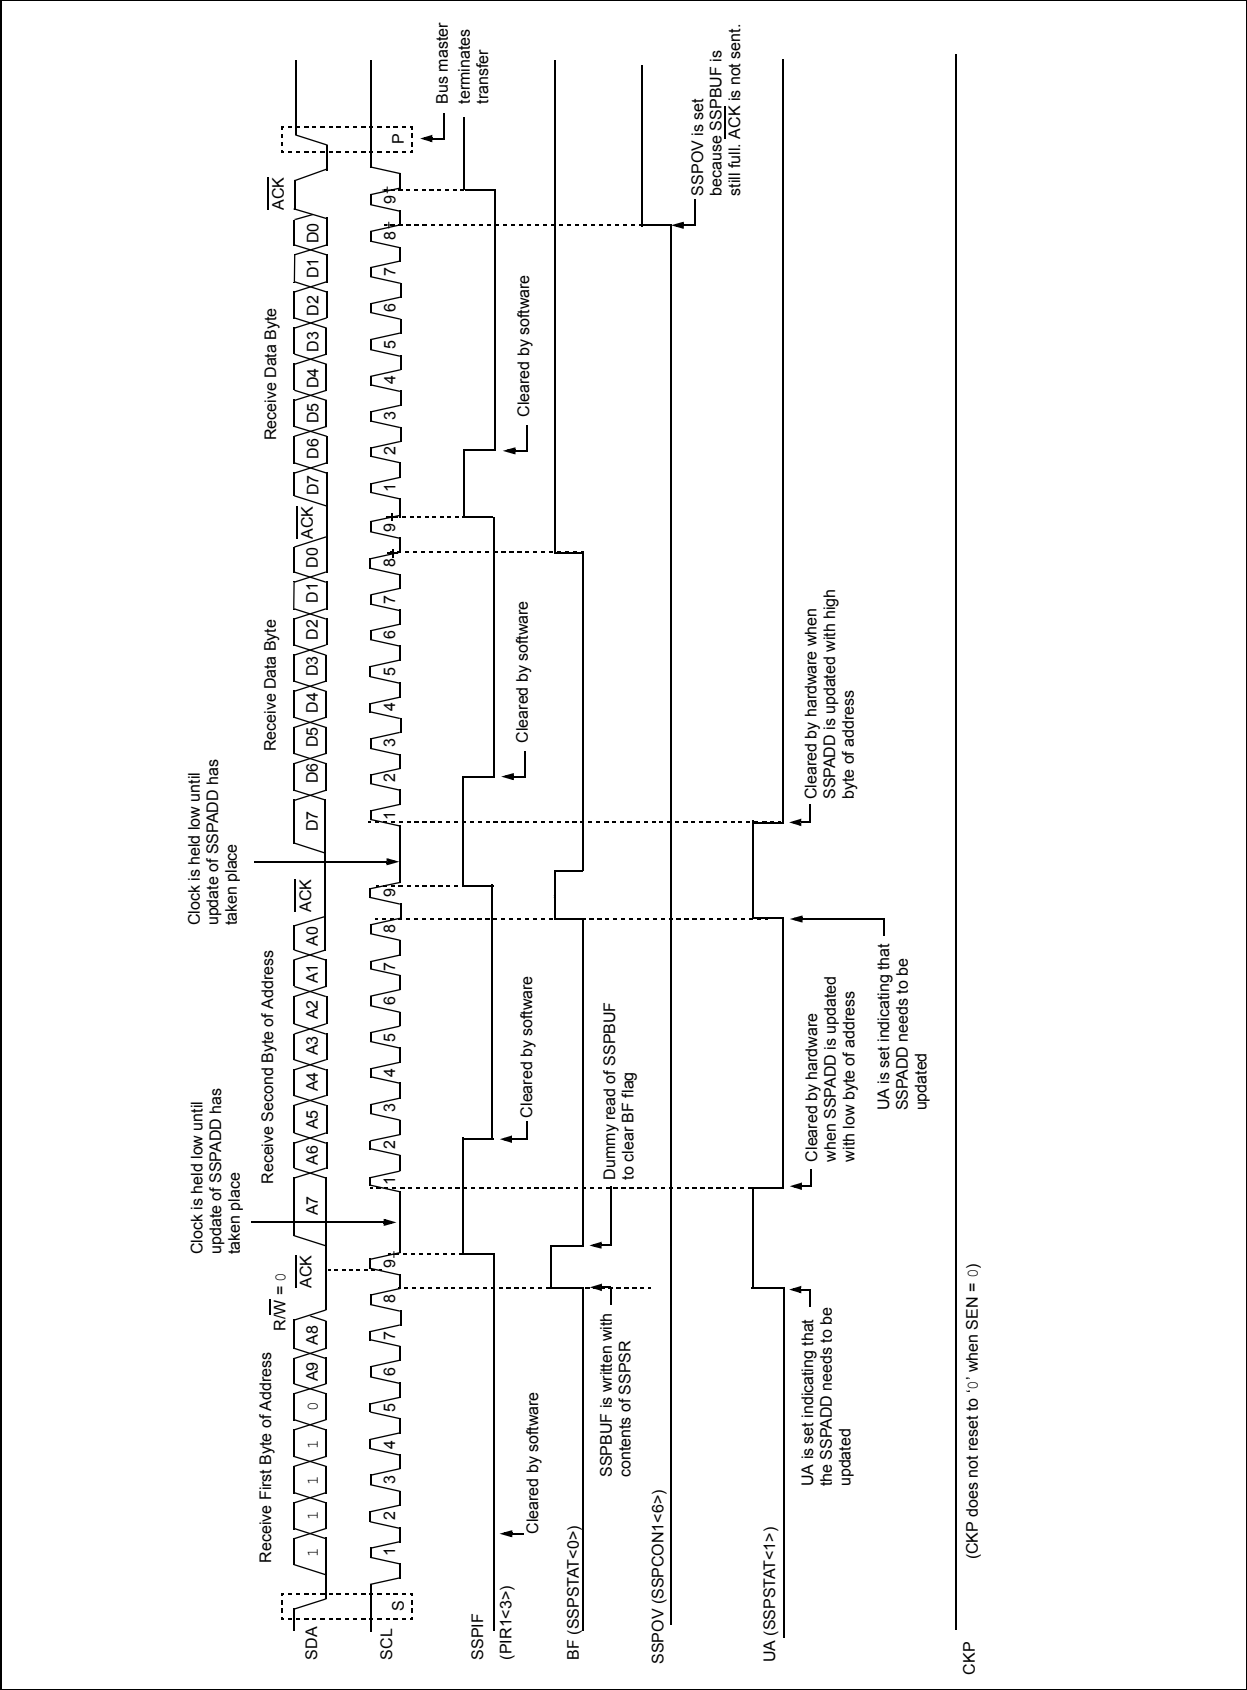 Receive First Byte of Address
R/W = 0
ACK
Clock is held low until
update of SSPADD has
taken place
Receive Second Byte of Address
ACK
Clock is held low until
update of SSPADD has
taken place
Receive Data Byte
ACK
Receive Data Byte
ACK
SDA
1 1 1 1 0 A9 A8 A7 A6 A5 A4 A3 A2 A1 A0 D7 D6 D5 D4 D3 D2 D1 D0 D7 D6 D5 D4 D3 D2 D1 D0
SCL
S 1 2 3 4 5 6 7 8 9 1 2 3 4 5 6 7 8 9 1 2 3 4 5 6 7 8 9 1 2 3 4 5 6 7 8 9 P
Bus master
terminates
transfer
SSPIF
(PIR1<3>)
Cleared by software
Cleared by software
Cleared by software
Cleared by software
BF (SSPSTAT<0>)
SSPBUF is written with
contents of SSPSR
Dummy read of SSPBUF
to clear BF flag
SSPOV (SSPCON1<6>)
SSPOV is set
because SSPBUF is
still full. ACK is not sent.
UA (SSPSTAT<1>)
UA is set indicating that
the SSPADD needs to be
updated
Cleared by hardware
when SSPADD is updated
with low byte of address
UA is set indicating that
SSPADD needs to be
updated
Cleared by hardware when
SSPADD is updated with high
byte of address
CKP
(CKP does not reset to ‘0’ when SEN = 0)